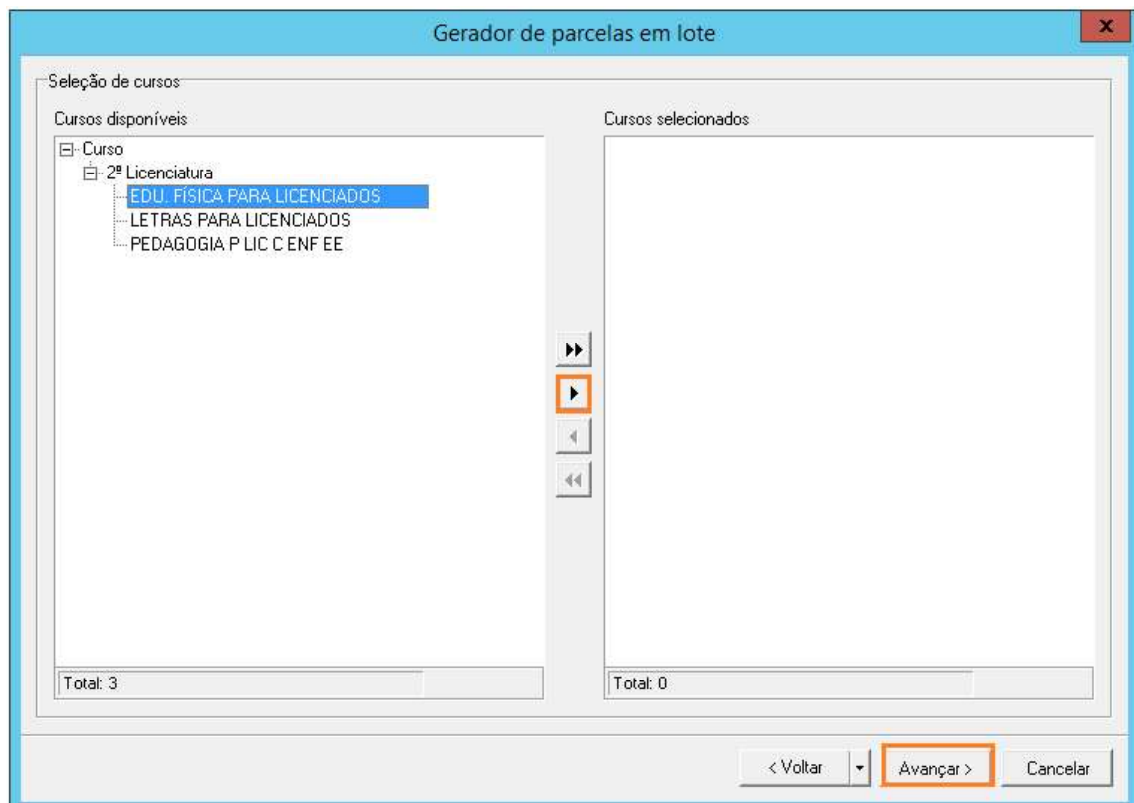 Gerador de parcelas em lote
x
Seleção de cursos
Cursos disponíveis
Cursos selecionados
Curso
2ª Licenciatura
EDU. FÍSICA PARA LICENCIADOS
LETRAS PARA LICENCIADOS
PEDAGOGIA P LIC C ENF EE
Total: 3
Total: 0
< Voltar
Avançar >
Cancelar